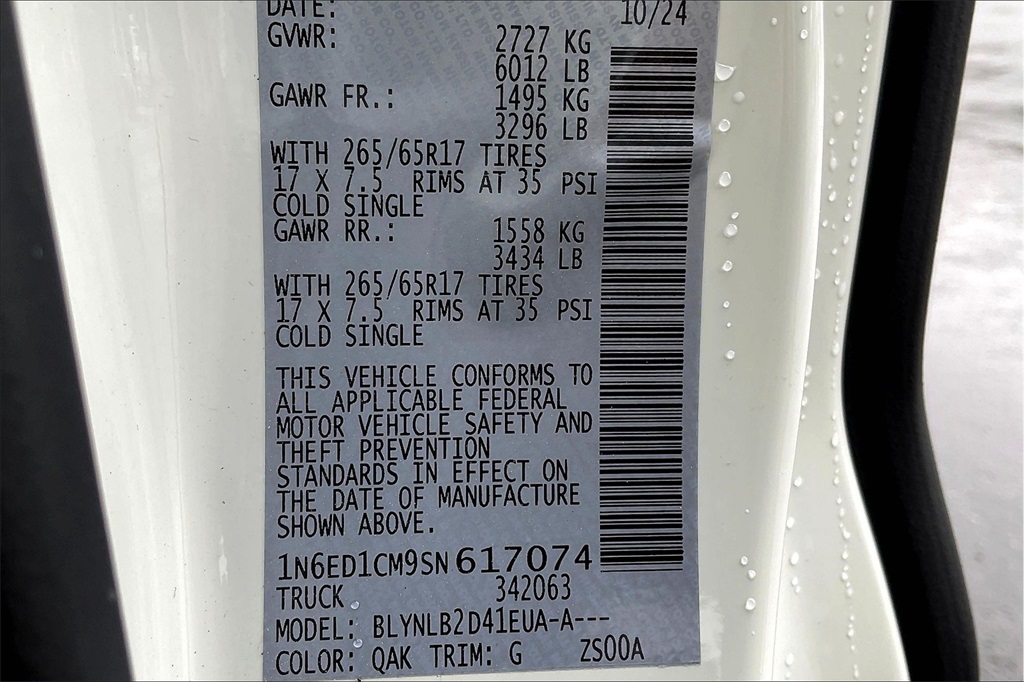 DATE: 10/24
GVWR: 2727 KG
6012 LB
GAWR FR.: 1495 KG
3296 LB
WITH 265/65R17 TIRES
17 X 7.5 RIMS AT 35 PSI
COLD SINGLE
GAWR RR.: 1558 KG
3434 LB
WITH 265/65R17 TIRES
17 X 7.5 RIMS AT 35 PSI
COLD SINGLE
THIS VEHICLE CONFORMS TO
ALL APPLICABLE FEDERAL
MOTOR VEHICLE SAFETY AND
THEFT PREVENTION
STANDARDS IN EFFECT ON
THE DATE OF MANUFACTURE
SHOWN ABOVE.
1N6ED1CM9SN617074
TRUCK 342063
MODEL: BLYNLB2D41EUA-A---
COLOR: QAK TRIM: G ZS00A